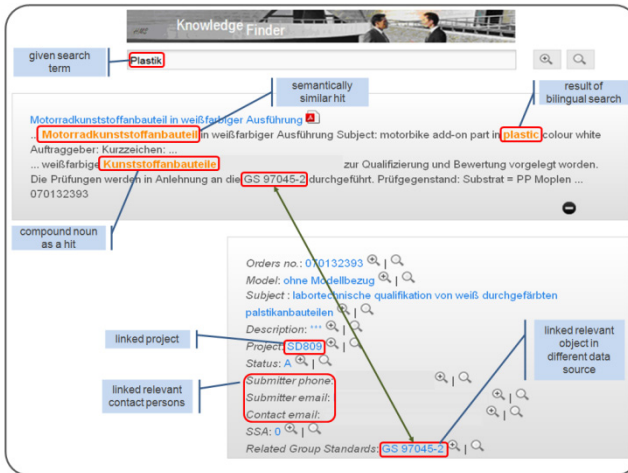 Knowledge Finder
given search
term
Plastik
semantically
similar hit
result of
bilingual search
Motorradkunststoffanbauteil in weißfarbiger Ausführung
... Motorradkunststoffanbauteil in weißfarbiger Ausführung Subject: motorbike add-on part in plastic colour white
Auftraggeber: Kurzzeichen: ...
... weißfarbige Kunststoffanbauteile zur Qualifizierung und Bewertung vorgelegt worden.
Die Prüfungen werden in Anlehnung an die GS 97045-2 durchgeführt. Prüfgegenstand: Substrat = PP Moplen ...
070132393
compound noun
as a hit
Orders no.: 070132393 |
Model: ohne Modellbezug |
Subject : labortechnische qualifikation von weiß durchgefärbten
palstikanbauteilen |
Description: *** |
linked project
Project: SD809 |
linked relevant
object in
different data
source
Status: A |
linked relevant
contact persons
Submitter phone: |
Submitter email: |
Contact email: |
SSA: 0 |
Related Group Standards: GS 97045-2 |